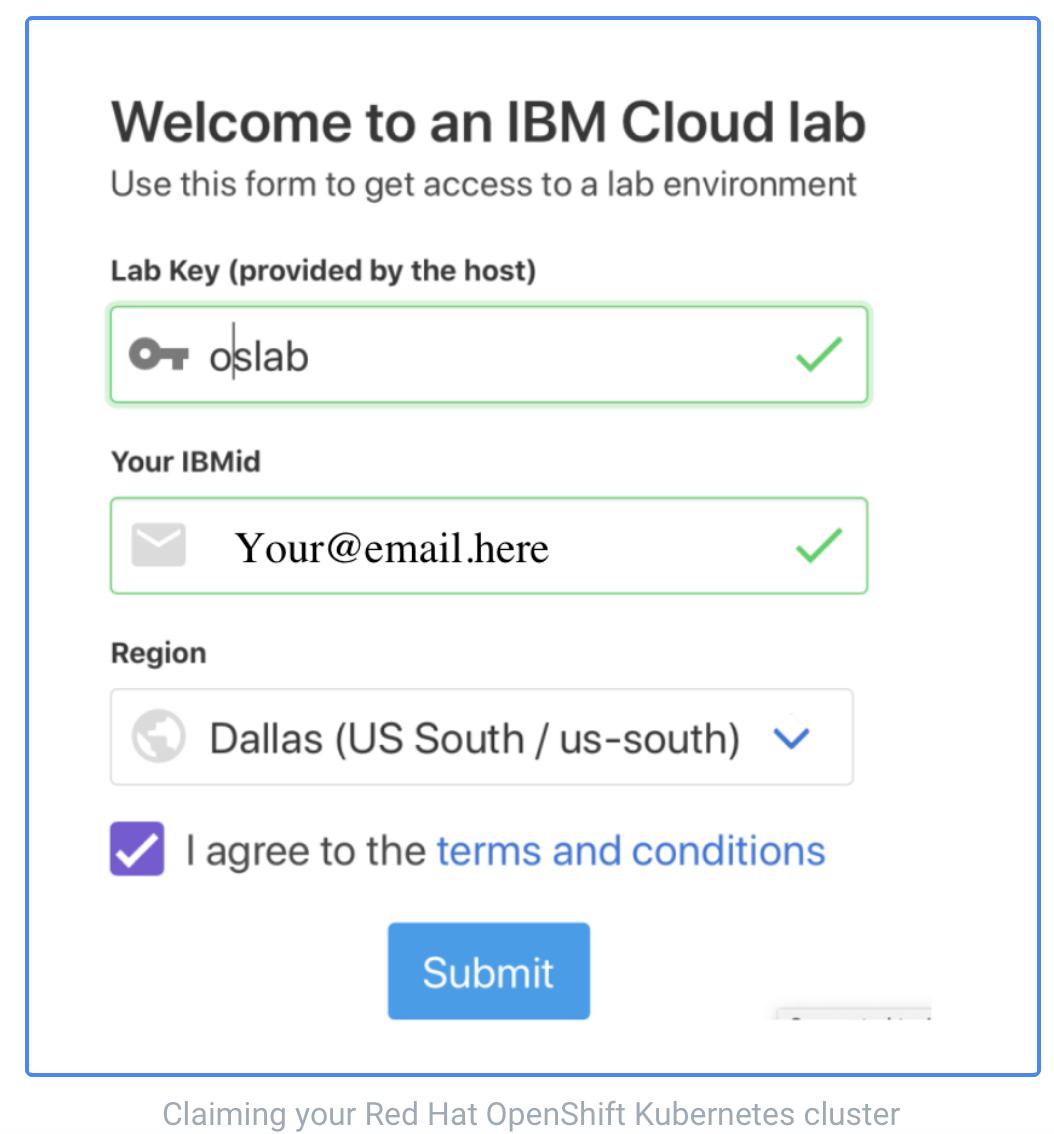 Welcome to an IBM Cloud lab
Use this form to get access to a lab environment
Lab Key (provided by the host)
oslab
Your IBMid
Your@email.here
Region
Dallas (US South / us-south)
I agree to the terms and conditions
Submit
Claiming your Red Hat OpenShift Kubernetes cluster